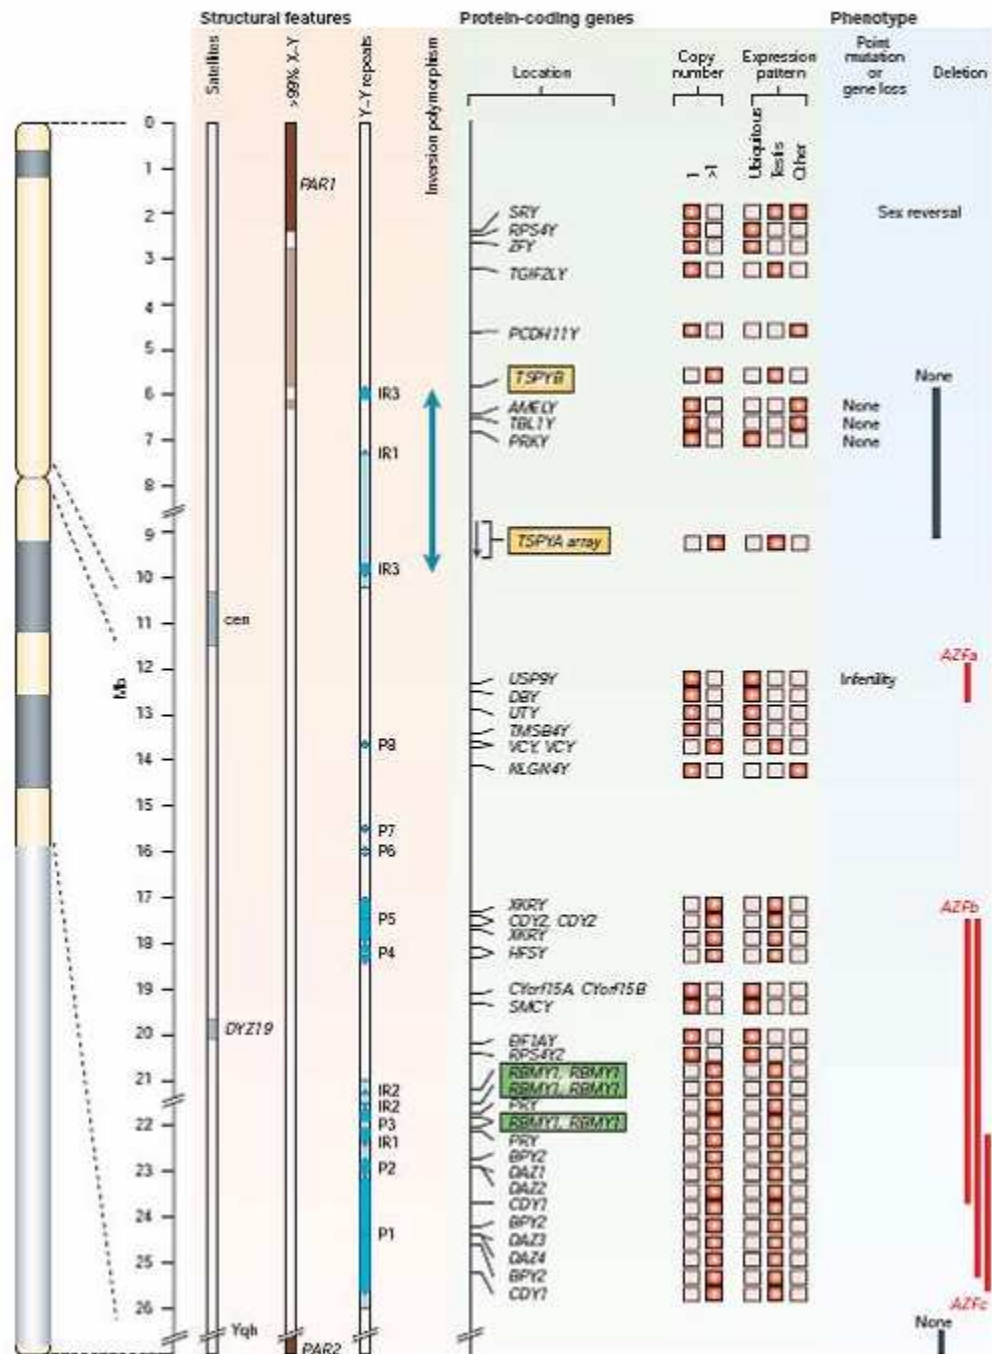 Structural features
Protein-coding genes
Phenotype
Satellites
>99% X–Y
Y–Y repeats
Inversion polymorphism
Location
Copy number
Expression pattern
Point mutation or gene loss
Deletion
1
>1
Ubiquitous
Testis
Other
Mb
0
1
2
3
4
5
6
7
8
9
10
11
12
13
14
15
16
17
18
19
20
21
22
23
24
25
26
cen
DYZ19
Yqh
PAR1
PAR2
IR3
IR1
IR3
P8
P7
P6
P5
P4
IR2
IR2
P3
IR1
P2
P1
SRY
RPS4Y
ZFY
TGIF2LY
PCDH11Y
TSPYB
AMELY
TBL1Y
PRKY
TSPYA array
USP9Y
DBY
UTY
TMSB4Y
VCY, VCY
NLGN4Y
XKRY
CDY2, CDY2
XKRY
HFSY
CYorf15A, CYorf15B
SMCY
EIF1AY
RPS4Y2
RBMY1, RBMY1
RBMY1, RBMY1
PRY
RBMY1, RBMY1
PRY
BPY2
DAZ1
DAZ2
CDY1
BPY2
DAZ3
DAZ4
BPY2
CDY1
Sex reversal
None
None
None
None
Infertility
AZFa
AZFb
AZFc
None